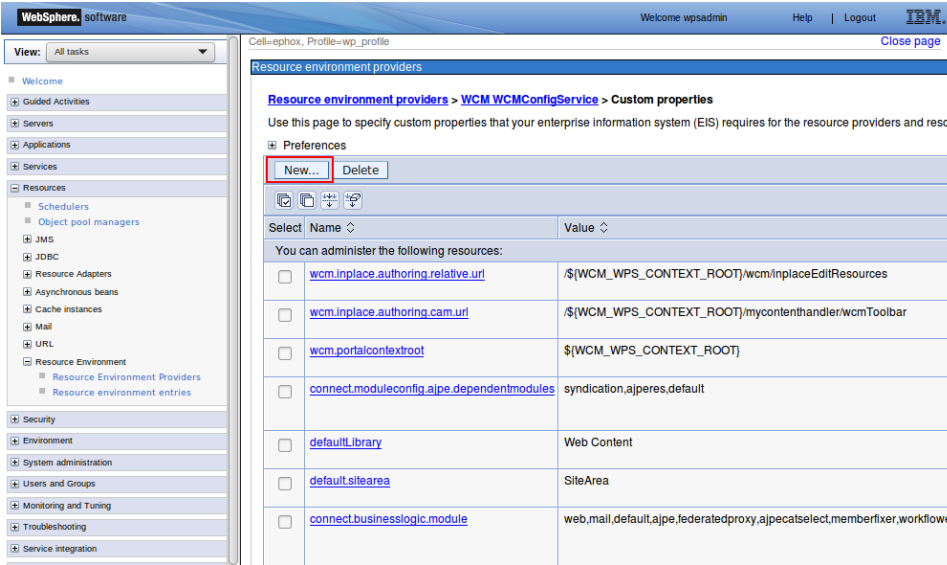 WebSphere. software
Welcome wpsadmin
Help | Logout
IBM.
View: All tasks
Welcome
Guided Activities
Servers
Applications
Services
Resources
Schedulers
Object pool managers
JMS
JDBC
Resource Adapters
Asynchronous beans
Cache instances
Mail
URL
Resource Environment
Resource Environment Providers
Resource environment entries
Security
Environment
System administration
Users and Groups
Monitoring and Tuning
Troubleshooting
Service integration
Cell=ephox, Profile=wp_profile
Close page
Resource environment providers
Resource environment providers > WCM WCMConfigService > Custom properties
Use this page to specify custom properties that your enterprise information system (EIS) requires for the resource providers and reso
Preferences
New... Delete
Select Name Value
You can administer the following resources:
wcm.inplace.authoring.relative.url /${WCM_WPS_CONTEXT_ROOT}/wcm/inplaceEditResources
wcm.inplace.authoring.cam.url /${WCM_WPS_CONTEXT_ROOT}/mycontenthandler/wcmToolbar
wcm.portalcontextroot ${WCM_WPS_CONTEXT_ROOT}
connect.moduleconfig.ajpe.dependentmodules syndication,ajperes,default
defaultLibrary Web Content
default.sitearea SiteArea
connect.businesslogic.module web,mail,default,ajpe,federatedproxy,ajpecatselect,memberfixer,workflowe